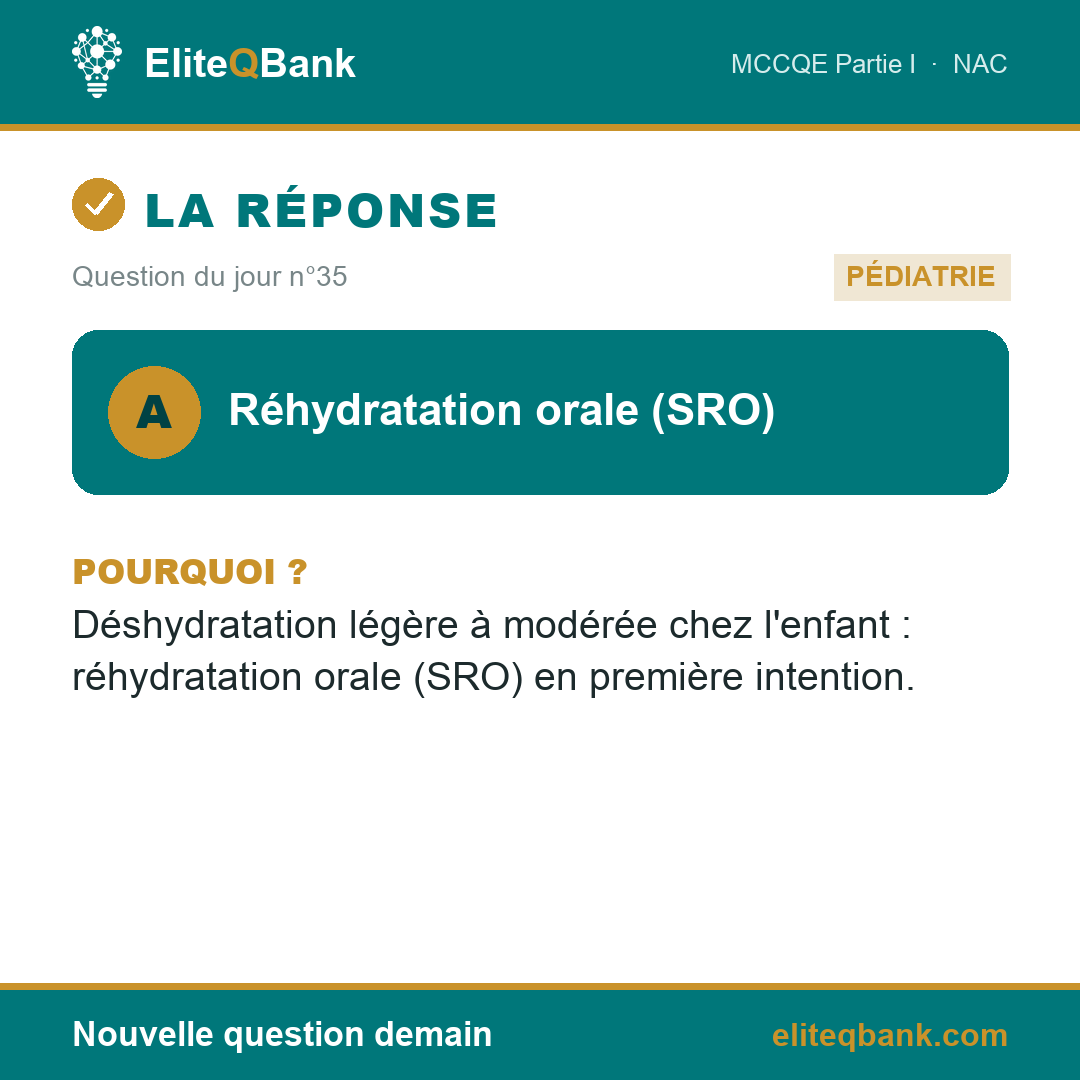 EliteQBank
MCCQE Partie I · NAC
LA RÉPONSE
Question du jour n°35
PÉDIATRIE
A
Réhydratation orale (SRO)
POURQUOI ?
Déshydratation légère à modérée chez l'enfant :
réhydratation orale (SRO) en première intention.
Nouvelle question demain
eliteqbank.com